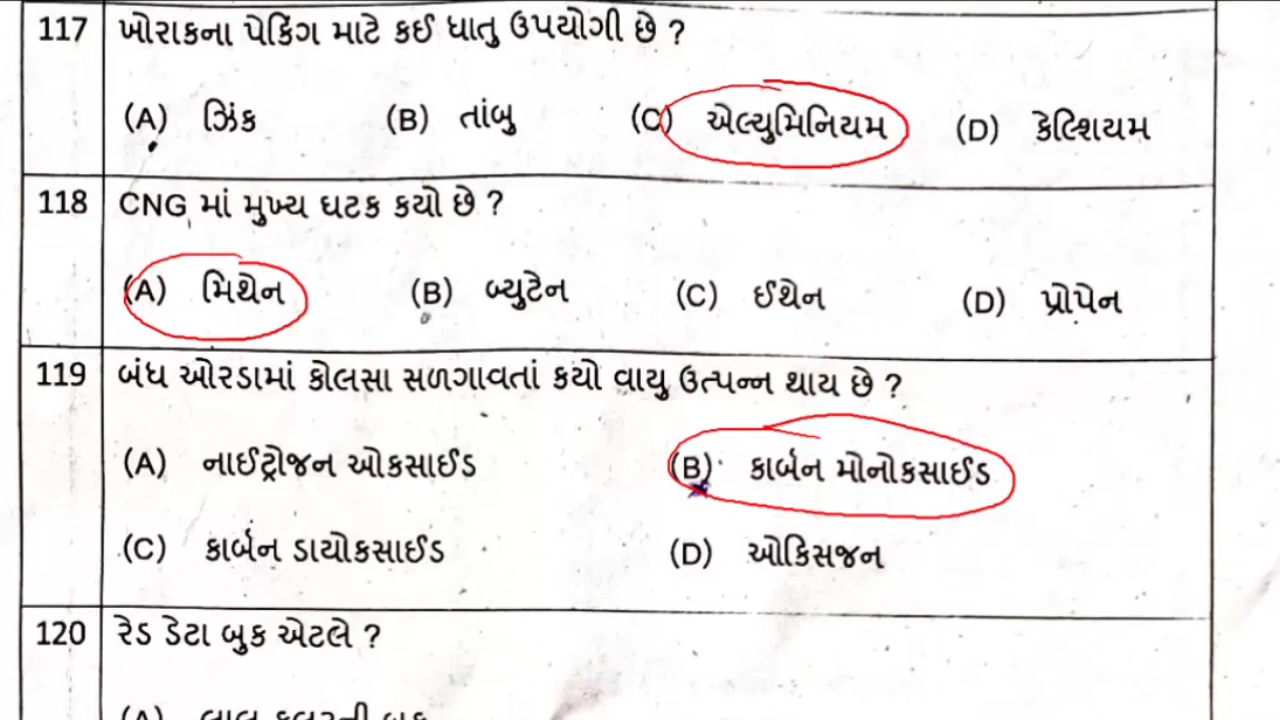 117 ખોરાકના પેકિંગ માટે કઈ ધાતુ ઉપયોગી છે ?
(A) ઝિંક (B) તાંબુ (C) એલ્યુમિનિયમ (D) કેલ્શિયમ
118 CNG માં મુખ્ય ઘટક કયો છે ?
(A) મિથેન (B) બ્યુટેન (C) ઈથેન (D) પ્રોપેન
119 બંધ ઓરડામાં કોલસા સળગાવતાં કયો વાયુ ઉત્પન્ન થાય છે ?
(A) નાઈટ્રોજન ઓકસાઈડ (B) કાર્બન મોનોકસાઈડ
(C) કાર્બન ડાયોકસાઈડ (D) ઓકિસજન
120 રેડ ડેટા બુક એટલે ?
(A) લાલ કલરની બુક